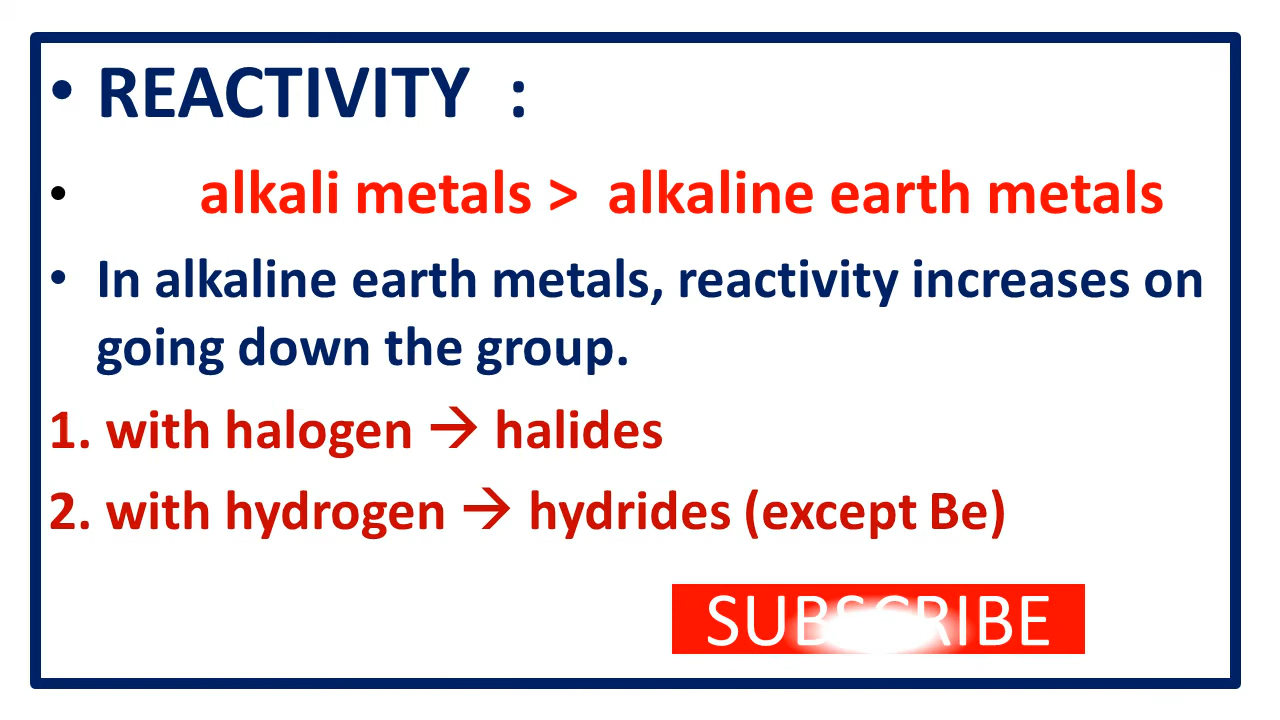 • REACTIVITY :
• alkali metals > alkaline earth metals
• In alkaline earth metals, reactivity increases on
going down the group.
1. with halogen → halides
2. with hydrogen → hydrides (except Be)
SUBSCRIBE